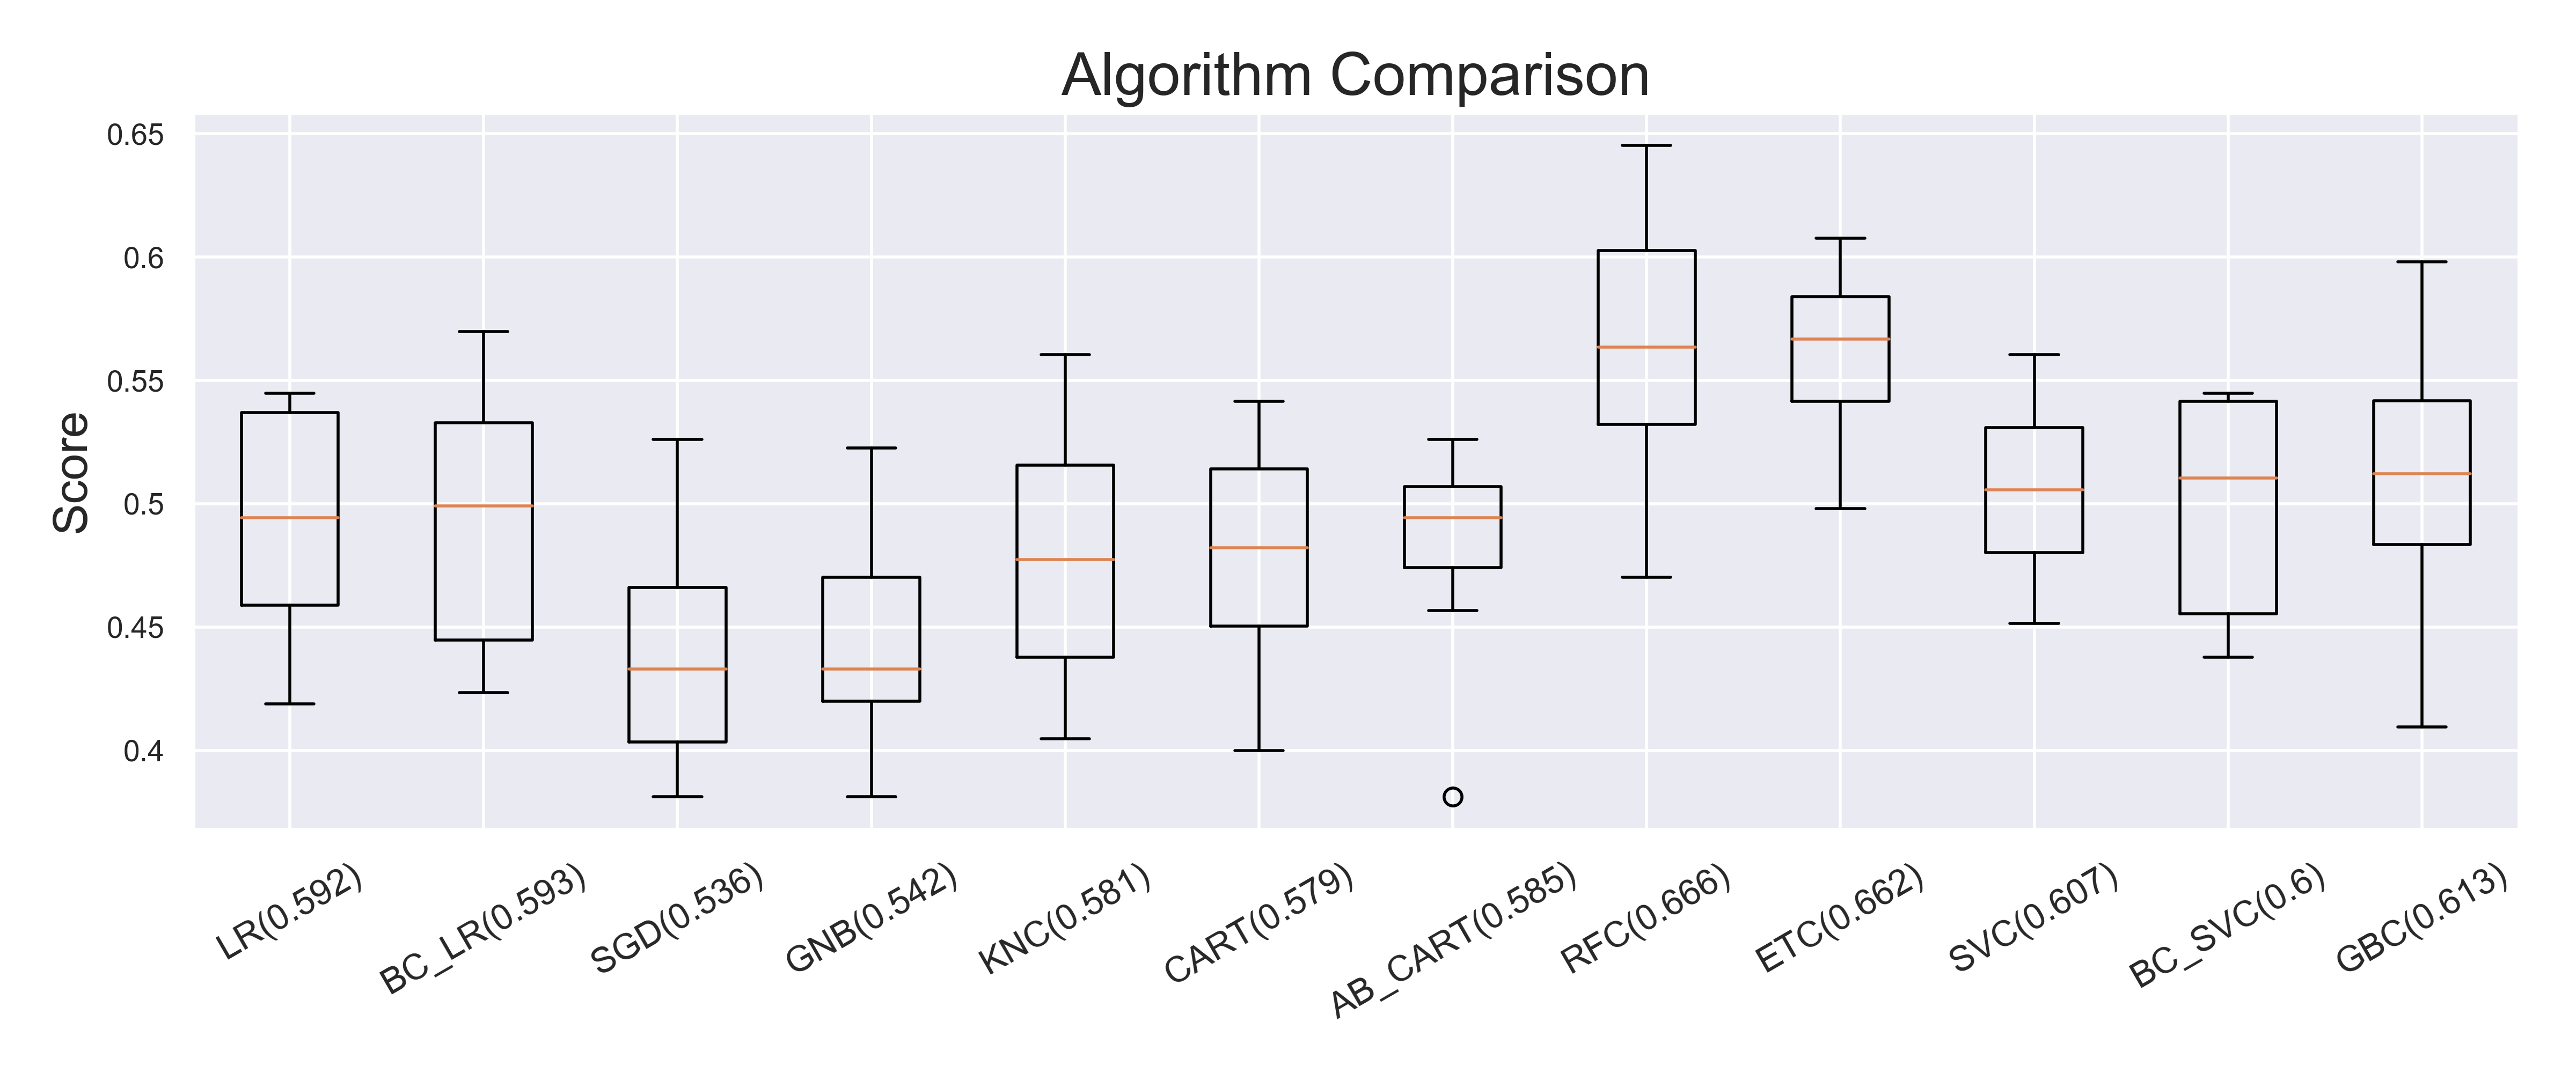 Algorithm Comparison
0.65
0.6
0.55
0.5
0.45
0.4
Score
LR(0.592)
BC_LR(0.593)
SGD(0.536)
GNB(0.542)
KNC(0.581)
CART(0.579)
AB_CART(0.585)
RFC(0.666)
ETC(0.662)
SVC(0.607)
BC_SVC(0.6)
GBC(0.613)